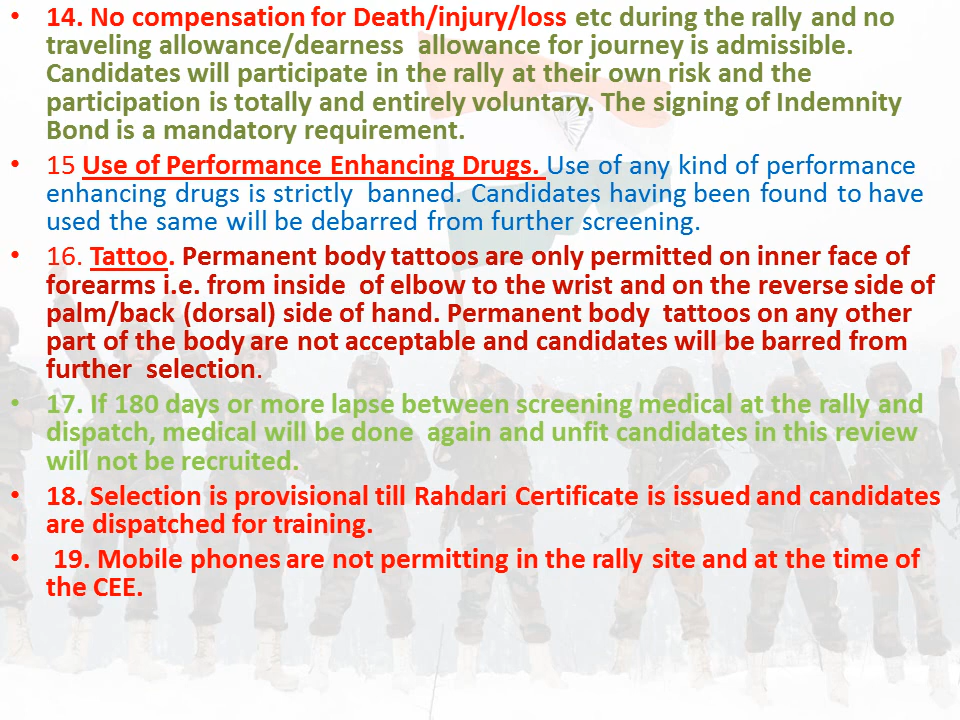 • 14. No compensation for Death/injury/loss etc during the rally and no
traveling allowance/dearness allowance for journey is admissible.
Candidates will participate in the rally at their own risk and the
participation is totally and entirely voluntary. The signing of Indemnity
Bond is a mandatory requirement.
• 15 Use of Performance Enhancing Drugs. Use of any kind of performance
enhancing drugs is strictly banned. Candidates having been found to have
used the same will be debarred from further screening.
• 16. Tattoo. Permanent body tattoos are only permitted on inner face of
forearms i.e. from inside of elbow to the wrist and on the reverse side of
palm/back (dorsal) side of hand. Permanent body tattoos on any other
part of the body are not acceptable and candidates will be barred from
further selection.
• 17. If 180 days or more lapse between screening medical at the rally and
dispatch, medical will be done again and unfit candidates in this review
will not be recruited.
• 18. Selection is provisional till Rahdari Certificate is issued and candidates
are dispatched for training.
• 19. Mobile phones are not permitting in the rally site and at the time of
the CEE.